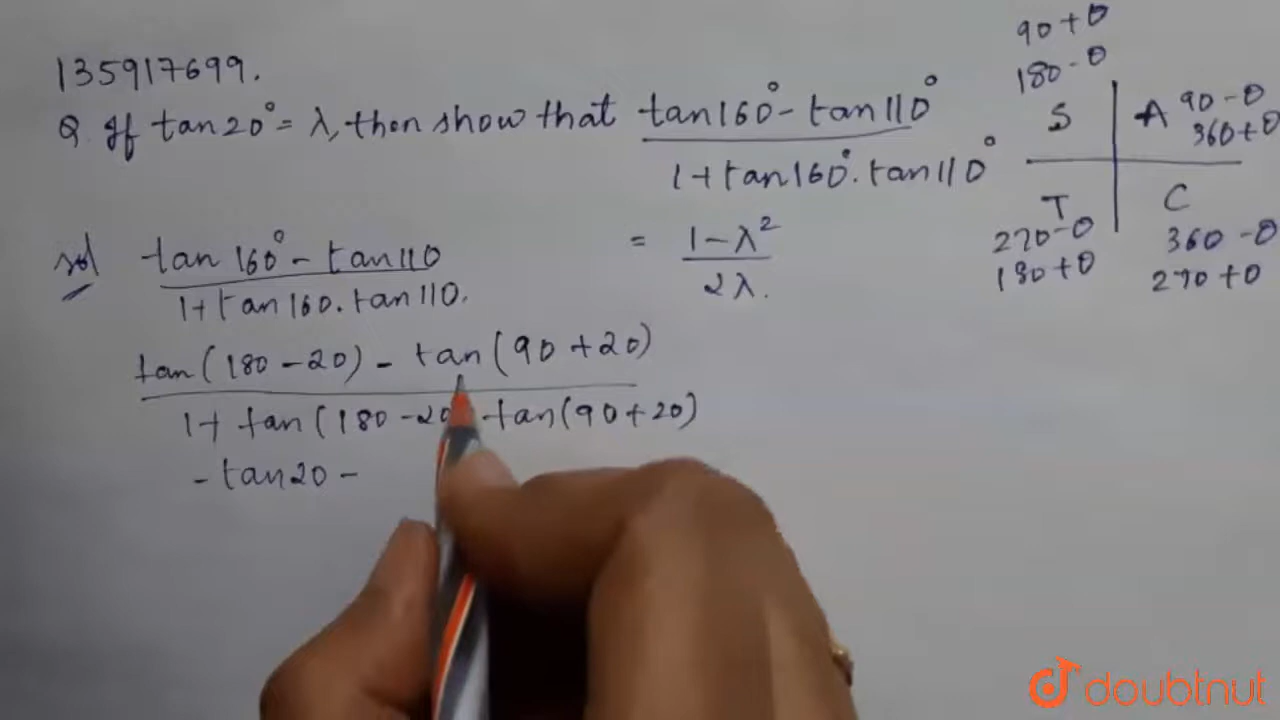 135917699.
Q. If tan20° = λ, then show that tan160° - tan110°
1+tan160°. tan110°
= 1-λ²
2λ.
90+θ
180-θ
S A 90-θ
360+θ
T C
270-θ 360-θ
180+θ 270+θ
sol tan 160° - tan110
1+ tan160. tan110.
tan(180-20) - tan(90+20)
1+ tan(180-20 tan(90+20)
- tan20 -
doubtnut